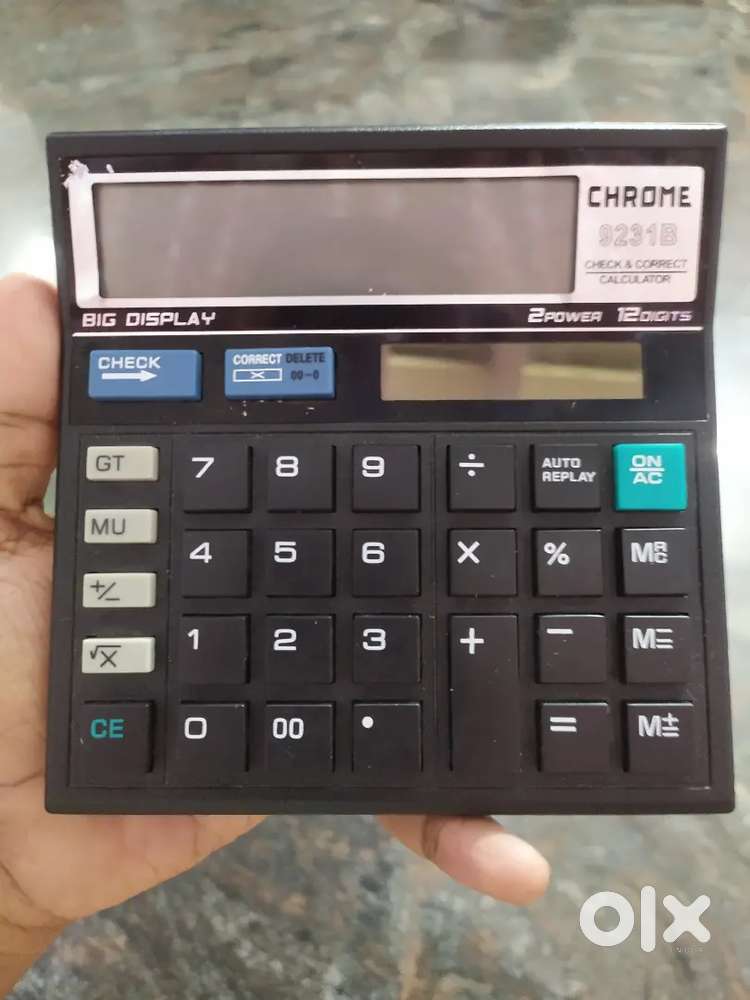 CHROME
9231B
CHECK & CORRECT
CALCULATOR
BIG DISPLAY 2POWER 12DIGITS
CHECK CORRECT DELETE
00→0
GT 7 8 9 ÷ AUTO REPLAY ON/AC
MU 4 5 6 × % MRC
+/− 1 2 3 + − M=
√X
CE 0 00 • = M±
olx